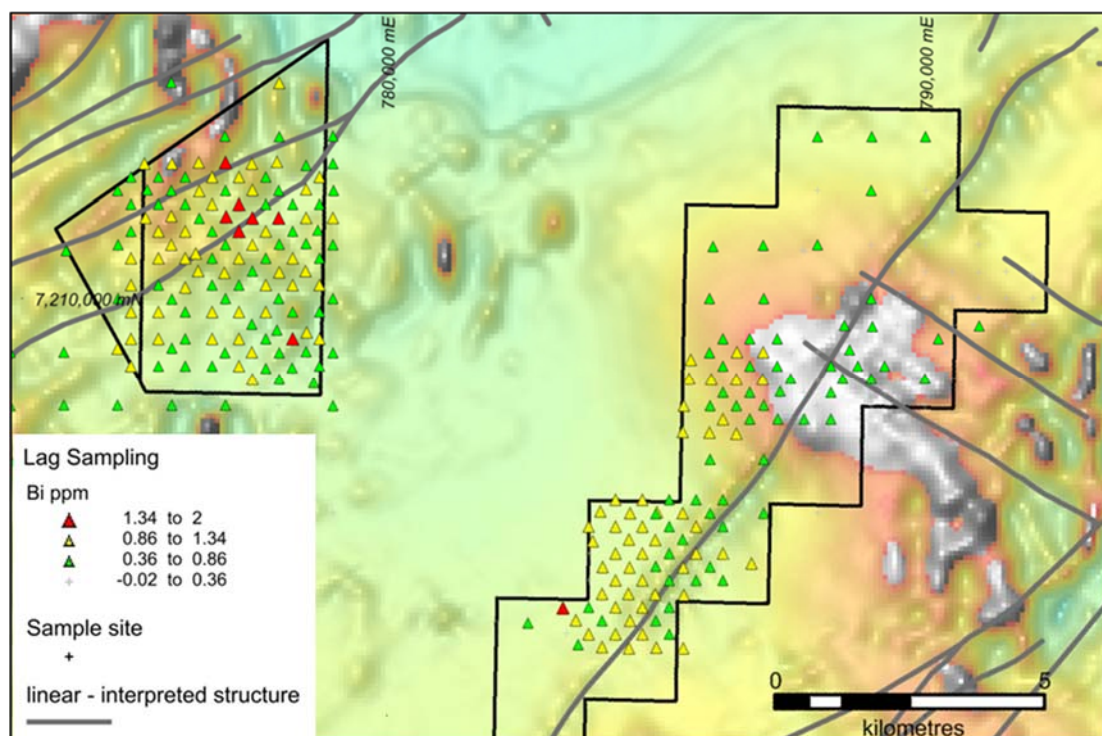 780,000 mE
790,000 mE
7,210,000 mN
Lag Sampling
Bi ppm
1.34 to 2
0.86 to 1.34
0.36 to 0.86
-0.02 to 0.36
Sample site
linear - interpreted structure
0 5
kilometres